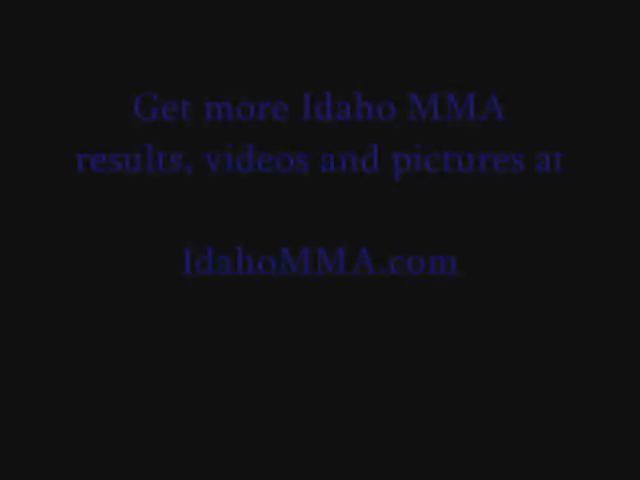 Get more Idaho MMA
results, videos and pictures at
IdahoMMA.com